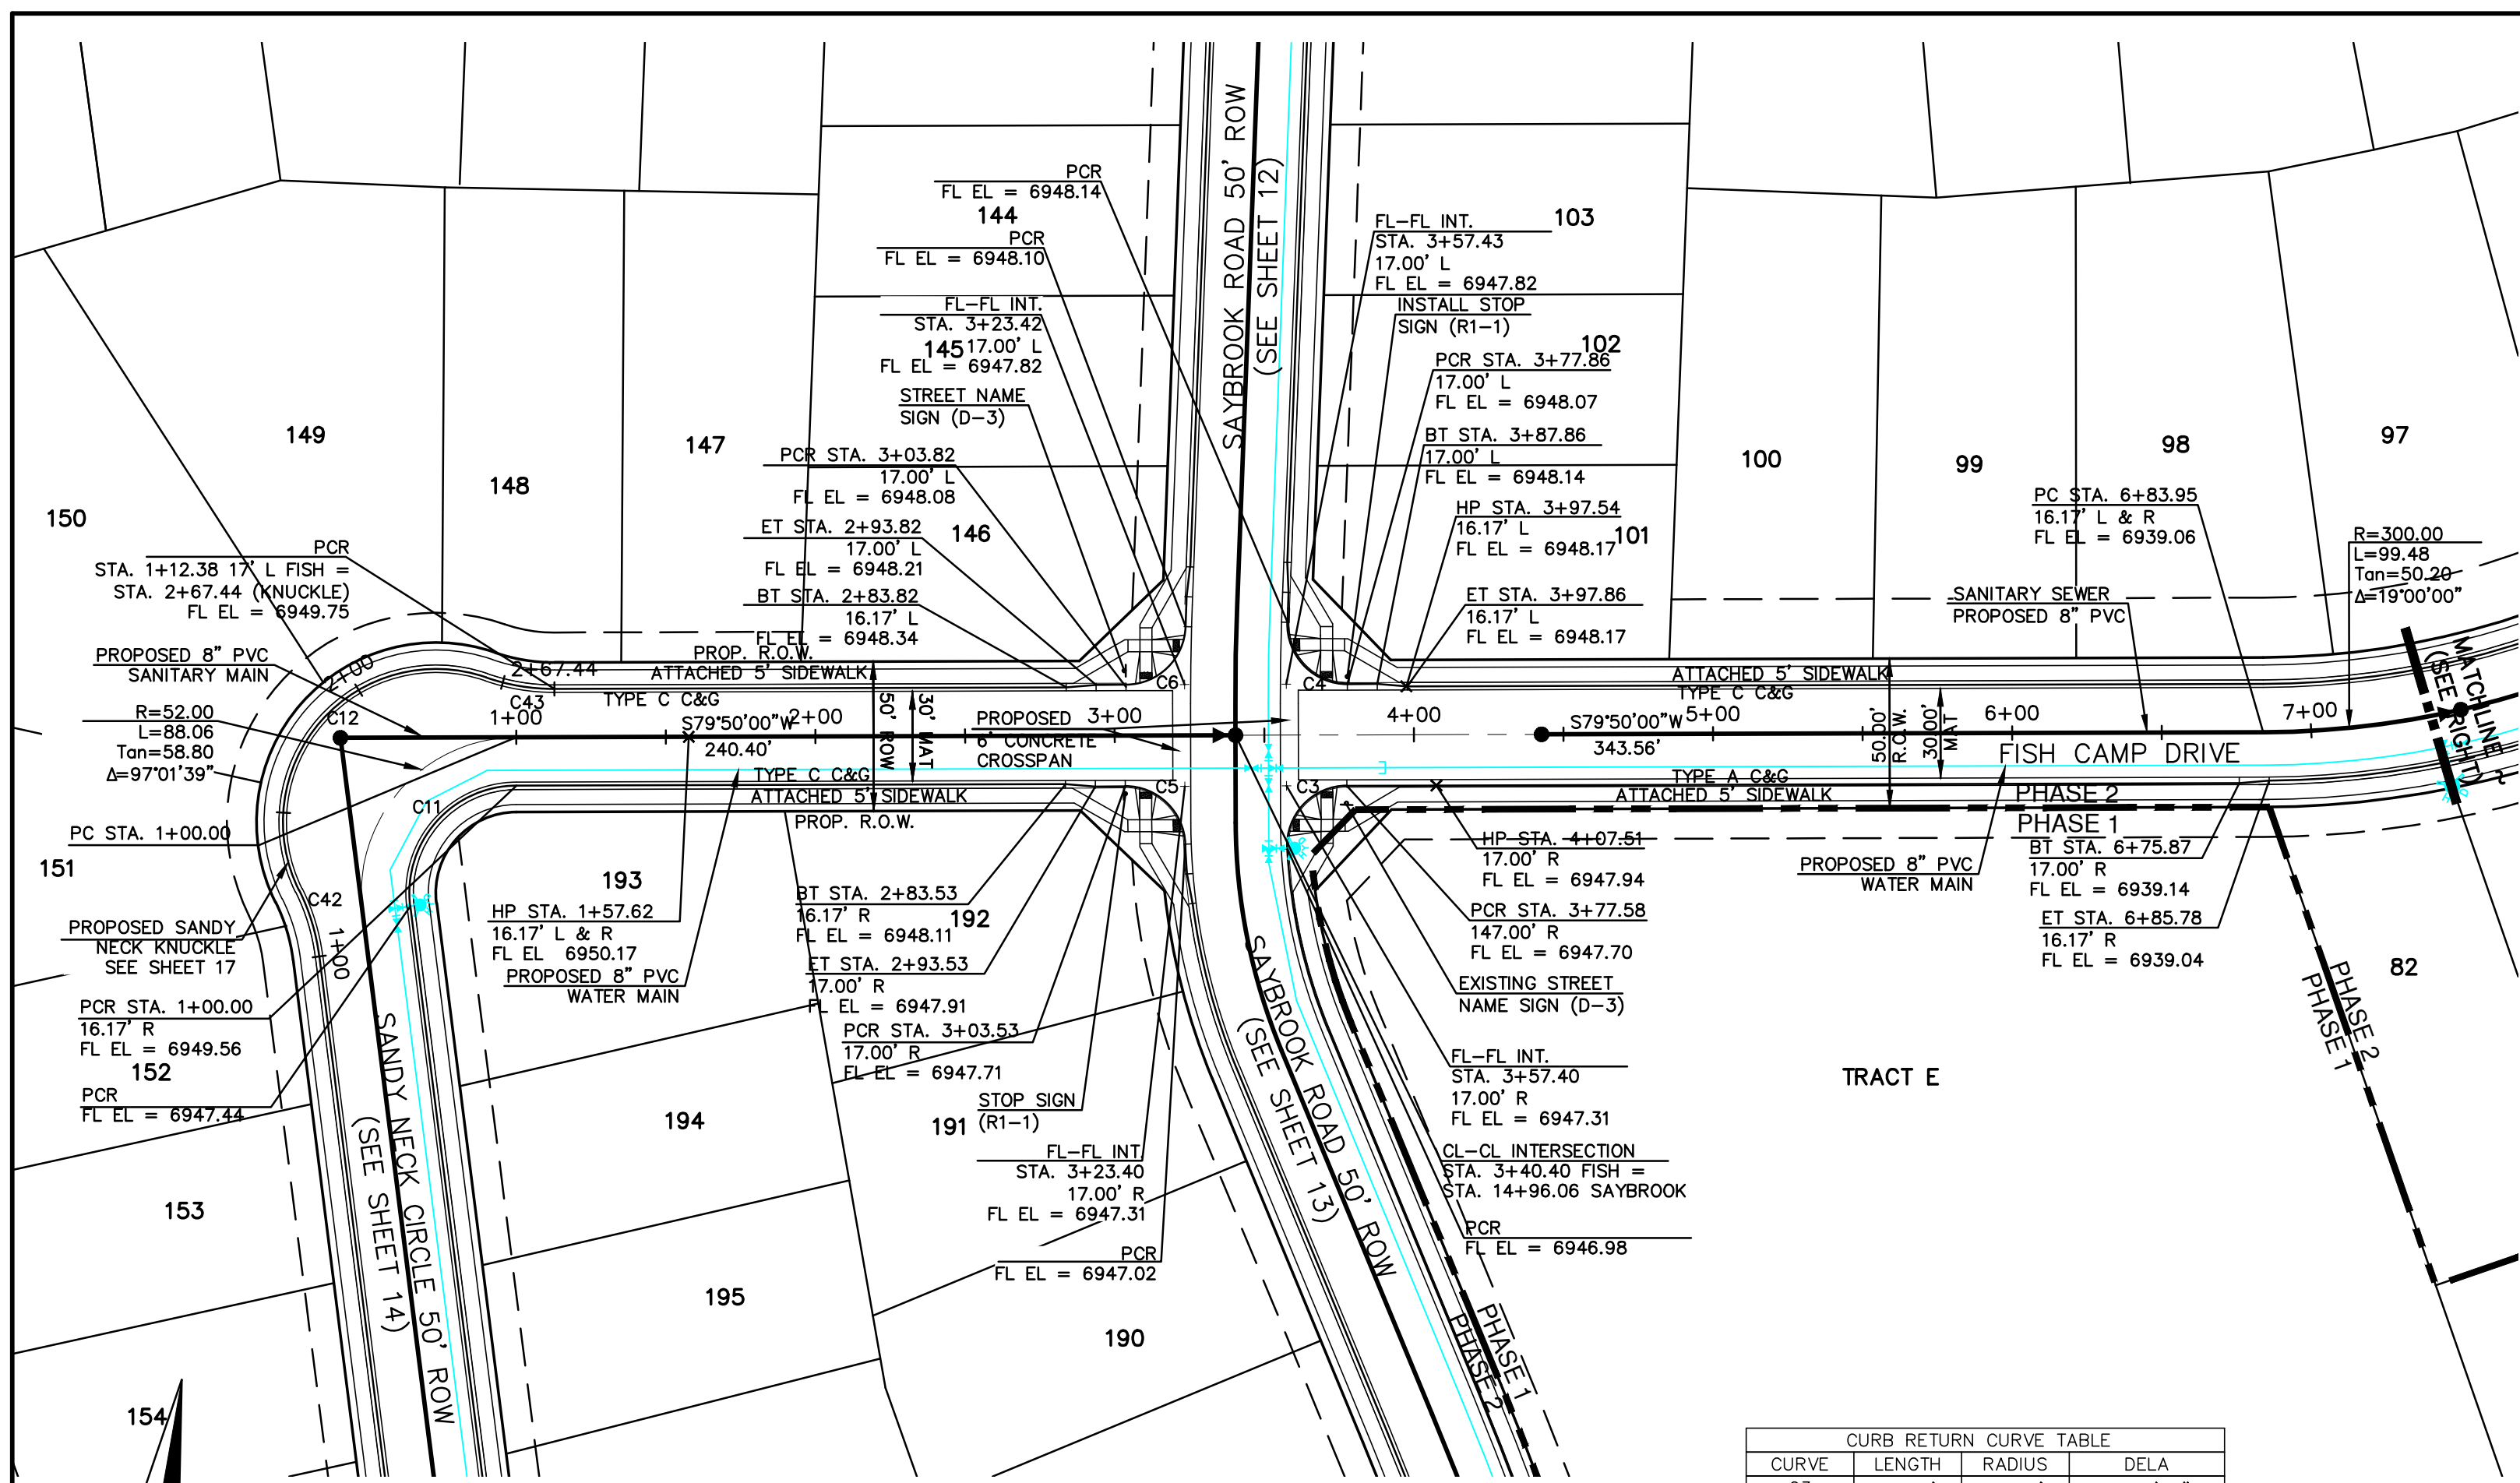 PCR
FL EL = 6948.14
144
PCR
FL EL = 6948.10
FL-FL INT.
STA. 3+23.42
17.00' L
FL EL = 6947.82
145
STREET NAME
SIGN (D-3)
PCR STA. 3+03.82
17.00' L
FL EL = 6948.08
ET STA. 2+93.82
17.00' L
FL EL = 6948.21
146
BT STA. 2+83.82
16.17' L
FL EL = 6948.34
SAYBROOK ROAD 50' ROW
(SEE SHEET 12)
FL-FL INT.
STA. 3+57.43
17.00' L
FL EL = 6947.82
103
INSTALL STOP
SIGN (R1-1)
102
PCR STA. 3+77.86
17.00' L
FL EL = 6948.07
BT STA. 3+87.86
17.00' L
FL EL = 6948.14
HP STA. 3+97.54
16.17' L
FL EL = 6948.17
101
ET STA. 3+97.86
16.17' L
FL EL = 6948.17
100
99
98
97
PC STA. 6+83.95
16.17' L & R
FL EL = 6939.06
R=300.00
L=99.48
Tan=50.20
Δ=19°00'00"
SANITARY SEWER
PROPOSED 8" PVC
149
148
147
150
PCR
STA. 1+12.38 17' L FISH =
STA. 2+67.44 (KNUCKLE)
FL EL = 6949.75
PROPOSED 8" PVC
SANITARY MAIN
R=52.00
L=88.06
Tan=58.80
Δ=97°01'39"
PC STA. 1+00.00
151
PROPOSED SANDY
NECK KNUCKLE
SEE SHEET 17
PCR STA. 1+00.00
16.17' R
FL EL = 6949.56
152
PCR
FL EL = 6947.44
153
154
2+00
2+67.44
C43
C12
C11
C42
1+00
PROP. R.O.W.
ATTACHED 5' SIDEWALK
TYPE C C&G
1+00
S79°50'00"W
240.40'
2+00
50' ROW
30' MAT
PROPOSED
6' CONCRETE
CROSSPAN
3+00
C6
C4
C5
C3
TYPE C C&G
ATTACHED 5' SIDEWALK
PROP. R.O.W.
4+00
S79°50'00"W
343.56'
5+00
6+00
7+00
ATTACHED 5' SIDEWALK
TYPE C C&G
50.00'
R.O.W.
30.00'
MAT
FISH CAMP DRIVE
TYPE A C&G
ATTACHED 5' SIDEWALK
PHASE 2
PHASE 1
MATCHLINE
(SEE RIGHT)
193
HP STA. 1+57.62
16.17' L & R
FL EL 6950.17
PROPOSED 8" PVC
WATER MAIN
BT STA. 2+83.53
16.17' R
FL EL = 6948.11
192
ET STA. 2+93.53
17.00' R
FL EL = 6947.91
PCR STA. 3+03.53
17.00' R
FL EL = 6947.71
STOP SIGN
(R1-1)
191
FL-FL INT.
STA. 3+23.40
17.00' R
FL EL = 6947.31
PCR
FL EL = 6947.02
194
195
190
SANDY NECK CIRCLE 50' ROW
(SEE SHEET 14)
SAYBROOK ROAD 50' ROW
(SEE SHEET 13)
HP STA. 4+07.51
17.00' R
FL EL = 6947.94
PCR STA. 3+77.58
147.00' R
FL EL = 6947.70
EXISTING STREET
NAME SIGN (D-3)
FL-FL INT.
STA. 3+57.40
17.00' R
FL EL = 6947.31
CL-CL INTERSECTION
STA. 3+40.40 FISH =
STA. 14+96.06 SAYBROOK
PCR
FL EL = 6946.98
PHASE 1
PHASE 2
PROPOSED 8" PVC
WATER MAIN
BT STA. 6+75.87
17.00' R
FL EL = 6939.14
ET STA. 6+85.78
16.17' R
FL EL = 6939.04
82
PHASE 2
PHASE 1
TRACT E
CURB RETURN CURVE TABLE
CURVE LENGTH RADIUS DELA